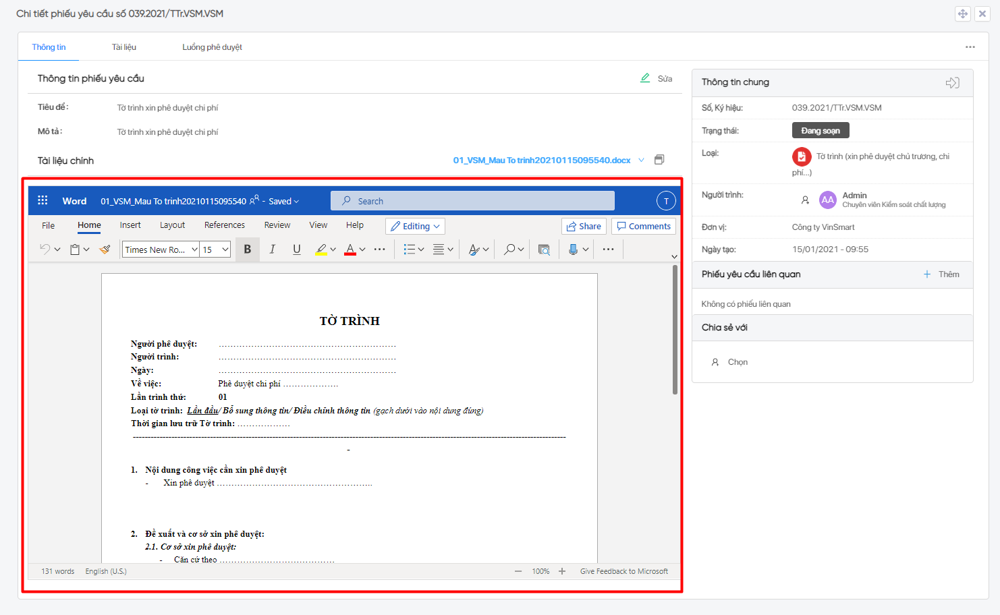 Chi tiết phiếu yêu cầu số 039.2021/TTr.VSM.VSM
Thông tin
Tài liệu
Luồng phê duyệt
Thông tin phiếu yêu cầu
Sửa
Tiêu đề:
Tờ trình xin phê duyệt chi phí
Mô tả:
Tờ trình xin phê duyệt chi phí
Tài liệu chính
01_VSM_Mau To trinh20210115095540.docx
Word
01_VSM_Mau To trinh20210115095540 - Saved
Search
T
File
Home
Insert
Layout
References
Review
View
Help
Editing
Share
Comments
Times New Ro...
15
B
I
U
A
TỜ TRÌNH
Người phê duyệt: ………………………………………………………
Người trình: ………………………………………………………
Ngày: ………………………………………………………
Về việc: Phê duyệt chi phí ……………….
Lần trình thứ: 01
Loại tờ trình: Lần đầu/ Bổ sung thông tin/ Điều chỉnh thông tin (gạch dưới vào nội dung đúng)
Thời gian lưu trữ Tờ trình: ………………
-
1. Nội dung công việc cần xin phê duyệt
- Xin phê duyệt ………………………………………………..
2. Đề xuất và cơ sở xin phê duyệt:
2.1. Cơ sở xin phê duyệt:
- Căn cứ theo …………………………………
131 words
English (U.S.)
100%
Give Feedback to Microsoft
Thông tin chung
Số, Ký hiệu:
039.2021/TTr.VSM.VSM
Trạng thái:
Đang soạn
Loại:
Tờ trình (xin phê duyệt chủ trương, chi
phí...)
Người trình:
AA
Admin
Chuyên viên Kiểm soát chất lượng
Đơn vị:
Công ty VinSmart
Ngày tạo:
15/01/2021 - 09:55
Phiếu yêu cầu liên quan
+ Thêm
Không có phiếu liên quan
Chia sẻ với
Chọn